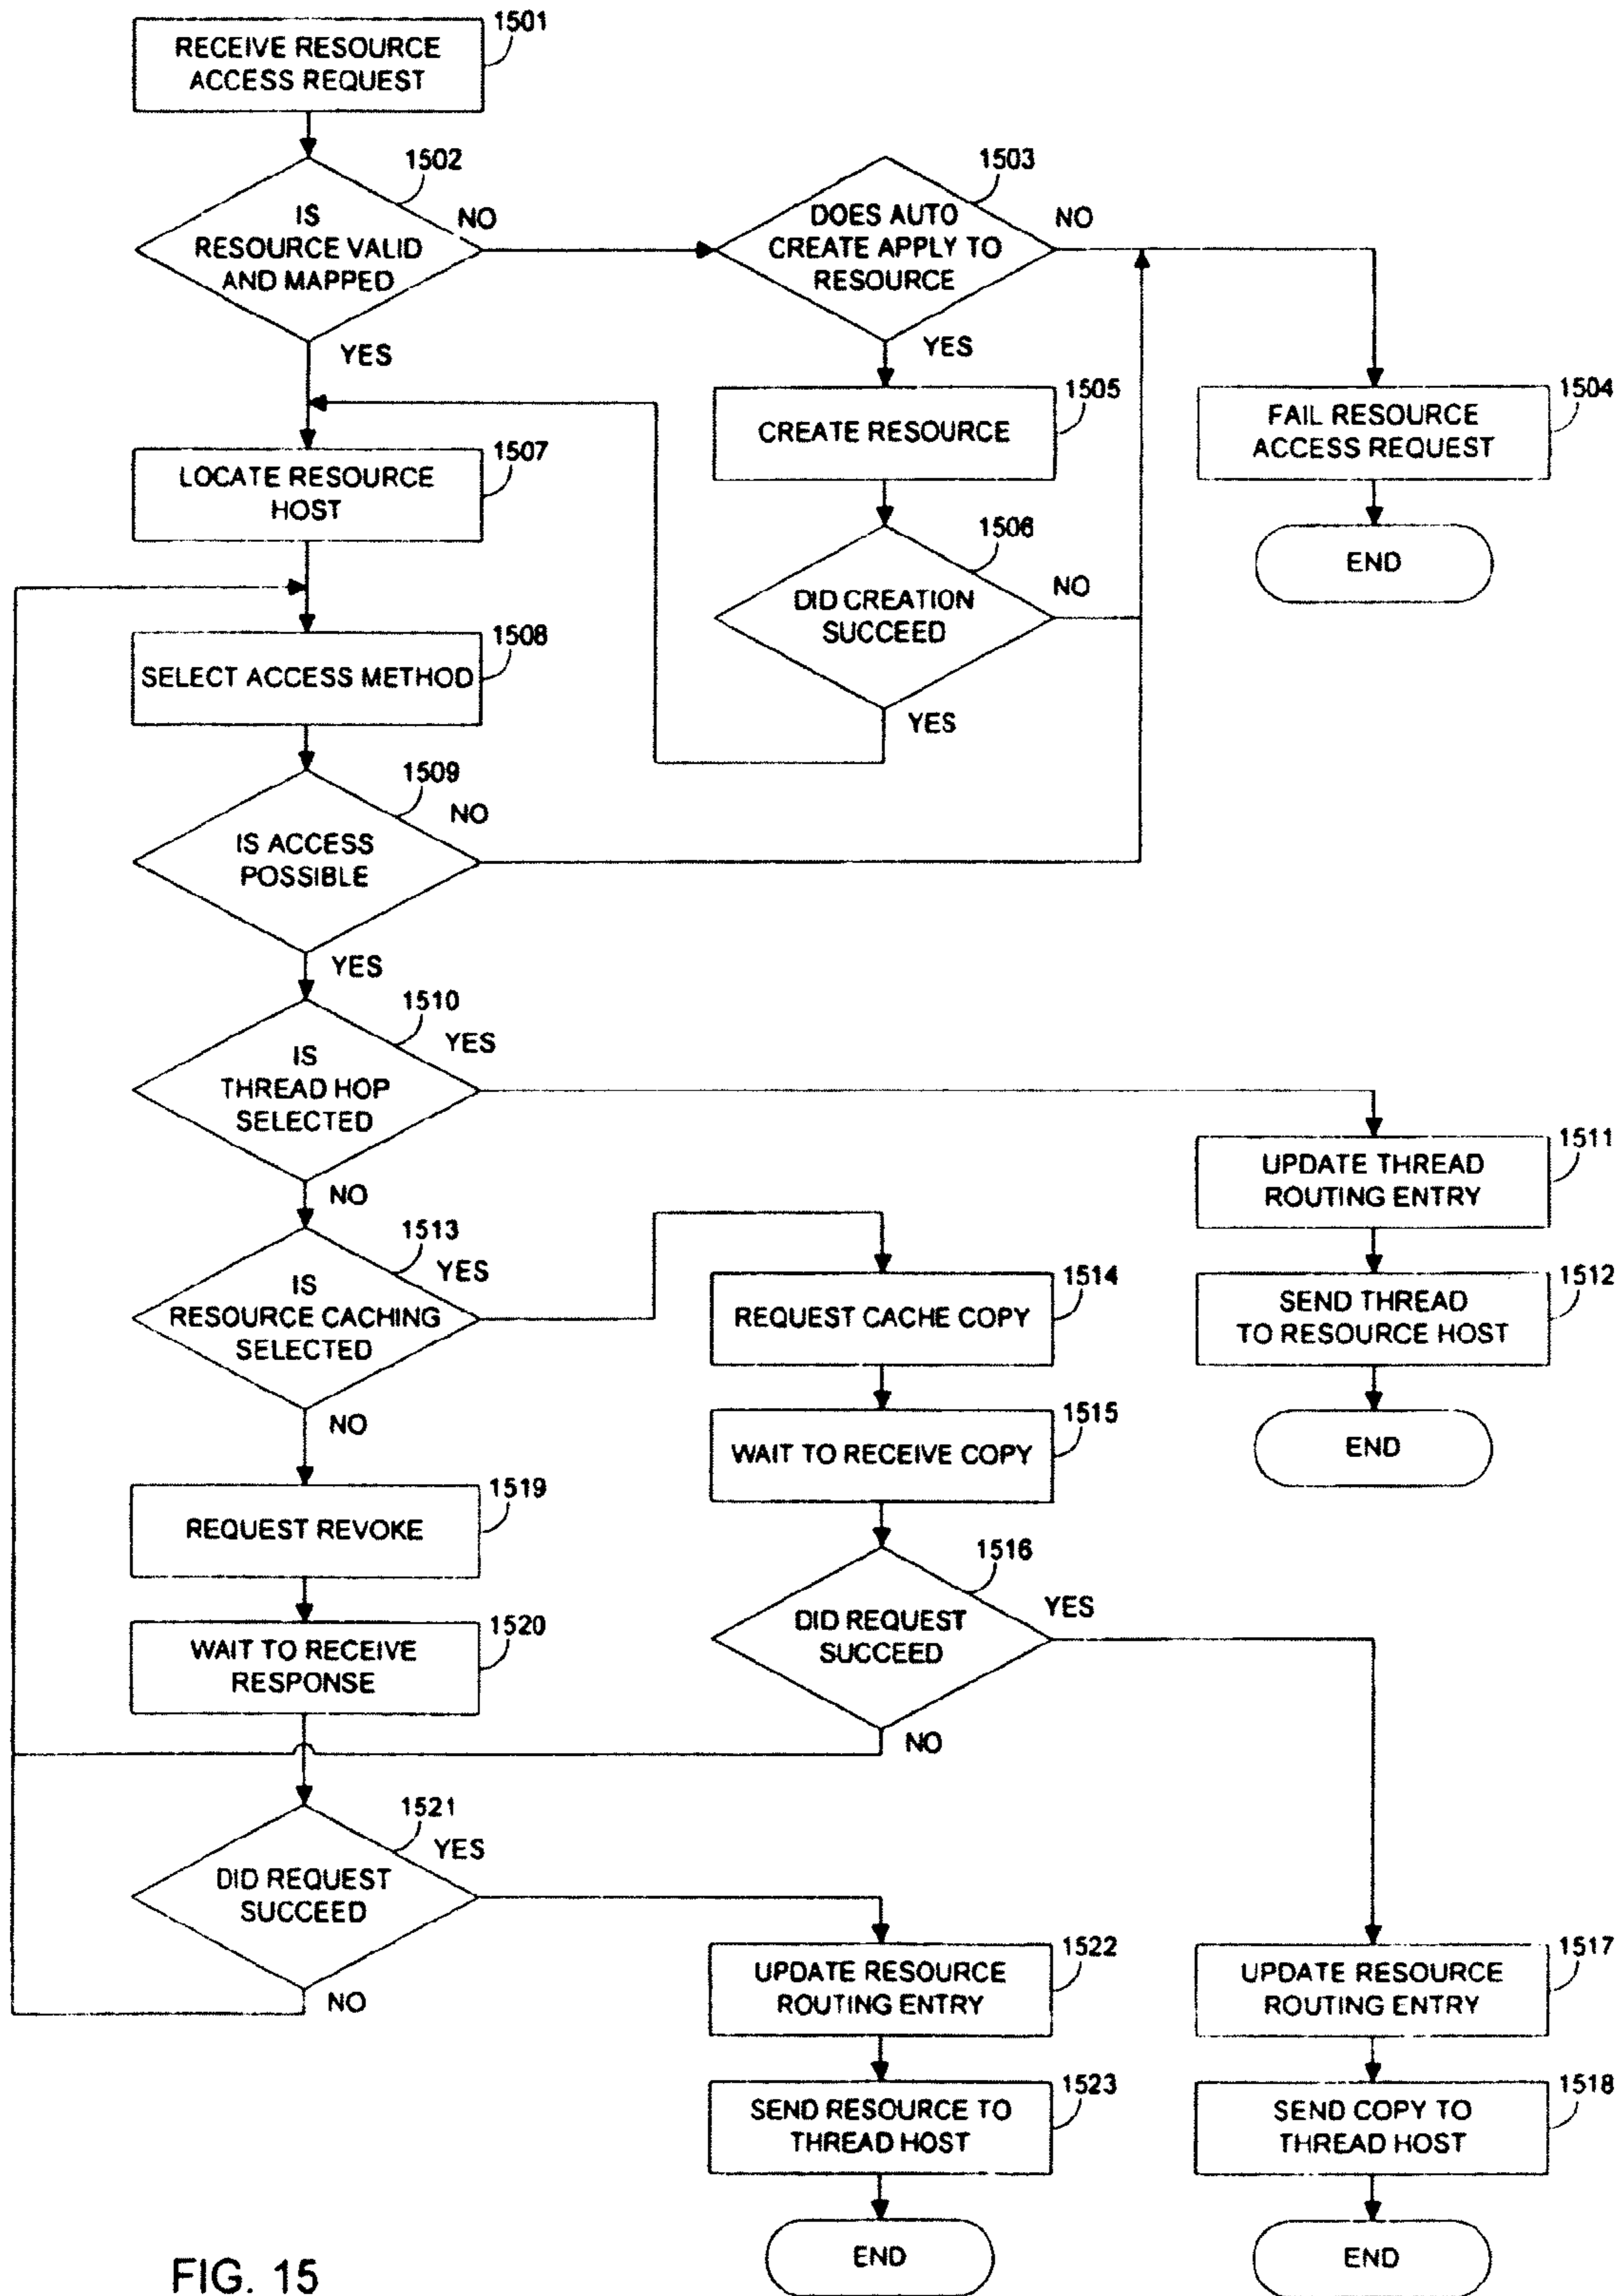 RECEIVE RESOURCE
ACCESS REQUEST
1501
IS
RESOURCE VALID
AND MAPPED
1502
NO
YES
DOES AUTO
CREATE APPLY TO
RESOURCE
1503
NO
YES
FAIL RESOURCE
ACCESS REQUEST
1504
END
CREATE RESOURCE
1505
DID CREATION
SUCCEED
1506
NO
YES
LOCATE RESOURCE
HOST
1507
SELECT ACCESS METHOD
1508
IS ACCESS
POSSIBLE
1509
NO
YES
IS
THREAD HOP
SELECTED
1510
YES
NO
UPDATE THREAD
ROUTING ENTRY
1511
SEND THREAD
TO RESOURCE HOST
1512
END
IS
RESOURCE CACHING
SELECTED
1513
YES
NO
REQUEST CACHE COPY
1514
WAIT TO RECEIVE COPY
1515
DID REQUEST
SUCCEED
1516
YES
NO
REQUEST REVOKE
1519
WAIT TO RECEIVE
RESPONSE
1520
DID REQUEST
SUCCEED
1521
YES
NO
UPDATE RESOURCE
ROUTING ENTRY
1522
SEND RESOURCE TO
THREAD HOST
1523
END
UPDATE RESOURCE
ROUTING ENTRY
1517
SEND COPY TO
THREAD HOST
1518
END
FIG. 15